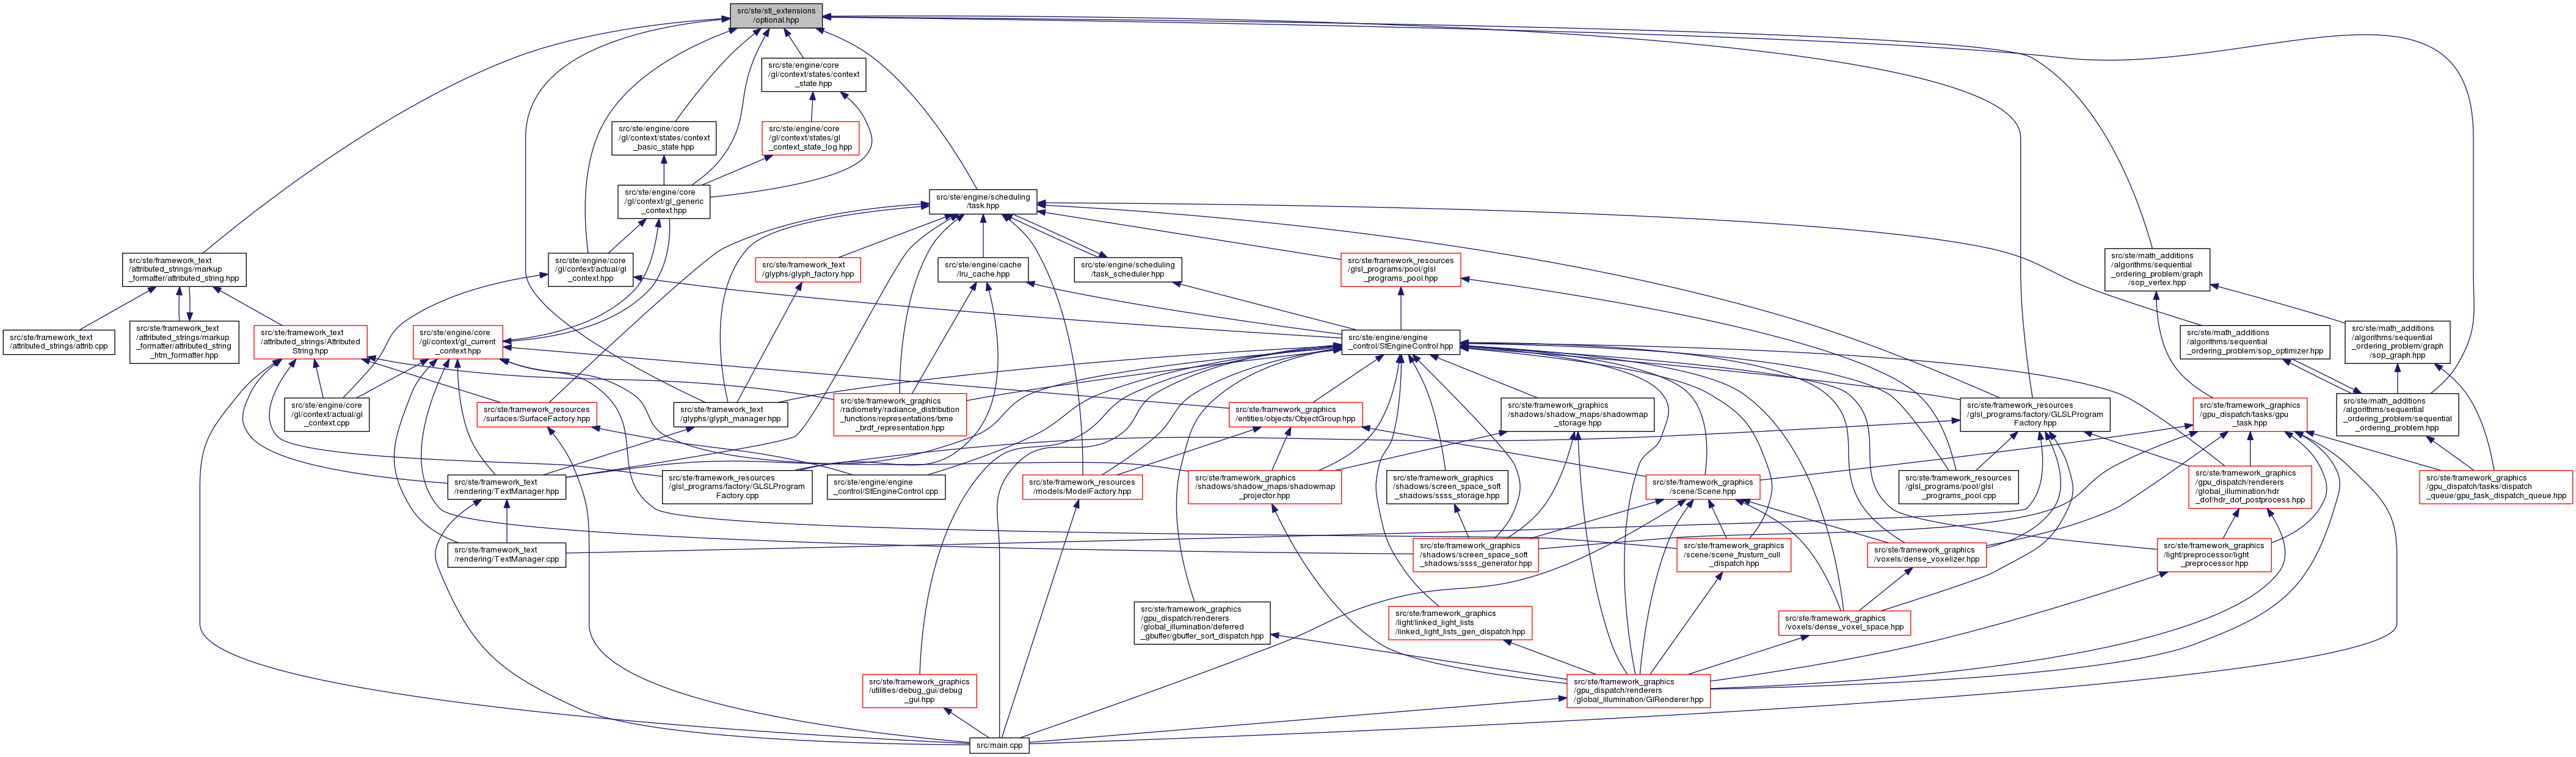 src/ste/stl_extensions
/optional.hpp
src/ste/engine/core
/gl/context/states/context
_state.hpp
src/ste/engine/core
/gl/context/states/context
_basic_state.hpp
src/ste/engine/core
/gl/context/states/gl
_context_state_log.hpp
src/ste/engine/core
/gl/context/gl_generic
_context.hpp
src/ste/engine/scheduling
/task.hpp
src/ste/framework_text
/attributed_strings/markup
_formatter/attributed_string.hpp
src/ste/engine/core
/gl/context/actual/gl
_context.hpp
src/ste/framework_text
/glyphs/glyph_factory.hpp
src/ste/engine/cache
/lru_cache.hpp
src/ste/engine/scheduling
/task_scheduler.hpp
src/ste/framework_resources
/glsl_programs/pool/glsl
_programs_pool.hpp
src/ste/math_additions
/algorithms/sequential
_ordering_problem/graph
/sop_vertex.hpp
src/ste/framework_text
/attributed_strings/attrib.cpp
src/ste/framework_text
/attributed_strings/markup
_formatter/attributed_string
_htm_formatter.hpp
src/ste/framework_text
/attributed_strings/Attributed
String.hpp
src/ste/engine/core
/gl/context/gl_current
_context.hpp
src/ste/engine/engine
_control/StEngineControl.hpp
src/ste/math_additions
/algorithms/sequential
_ordering_problem/sop_optimizer.hpp
src/ste/math_additions
/algorithms/sequential
_ordering_problem/graph
/sop_graph.hpp
src/ste/engine/core
/gl/context/actual/gl
_context.cpp
src/ste/framework_resources
/surfaces/SurfaceFactory.hpp
src/ste/framework_text
/glyphs/glyph_manager.hpp
src/ste/framework_graphics
/radiometry/radiance_distribution
_functions/representations/bme
_brdf_representation.hpp
src/ste/framework_graphics
/entities/objects/ObjectGroup.hpp
src/ste/framework_graphics
/shadows/shadow_maps/shadowmap
_storage.hpp
src/ste/framework_resources
/glsl_programs/factory/GLSLProgram
Factory.hpp
src/ste/framework_graphics
/gpu_dispatch/tasks/gpu
_task.hpp
src/ste/math_additions
/algorithms/sequential
_ordering_problem/sequential
_ordering_problem.hpp
src/ste/framework_text
/rendering/TextManager.hpp
src/ste/framework_resources
/glsl_programs/factory/GLSLProgram
Factory.cpp
src/ste/engine/engine
_control/StEngineControl.cpp
src/ste/framework_resources
/models/ModelFactory.hpp
src/ste/framework_graphics
/shadows/shadow_maps/shadowmap
_projector.hpp
src/ste/framework_graphics
/shadows/screen_space_soft
_shadows/ssss_storage.hpp
src/ste/framework_graphics
/scene/Scene.hpp
src/ste/framework_resources
/glsl_programs/pool/glsl
_programs_pool.cpp
src/ste/framework_graphics
/gpu_dispatch/renderers
/global_illumination/hdr
_dof/hdr_dof_postprocess.hpp
src/ste/framework_graphics
/gpu_dispatch/tasks/dispatch
_queue/gpu_task_dispatch_queue.hpp
src/ste/framework_text
/rendering/TextManager.cpp
src/ste/framework_graphics
/shadows/screen_space_soft
_shadows/ssss_generator.hpp
src/ste/framework_graphics
/scene/scene_frustum_cull
_dispatch.hpp
src/ste/framework_graphics
/voxels/dense_voxelizer.hpp
src/ste/framework_graphics
/light/preprocessor/light
_preprocessor.hpp
src/ste/framework_graphics
/gpu_dispatch/renderers
/global_illumination/deferred
_gbuffer/gbuffer_sort_dispatch.hpp
src/ste/framework_graphics
/light/linked_light_lists
/linked_light_lists_gen_dispatch.hpp
src/ste/framework_graphics
/voxels/dense_voxel_space.hpp
src/ste/framework_graphics
/utilities/debug_gui/debug
_gui.hpp
src/ste/framework_graphics
/gpu_dispatch/renderers
/global_illumination/GIRenderer.hpp
src/main.cpp